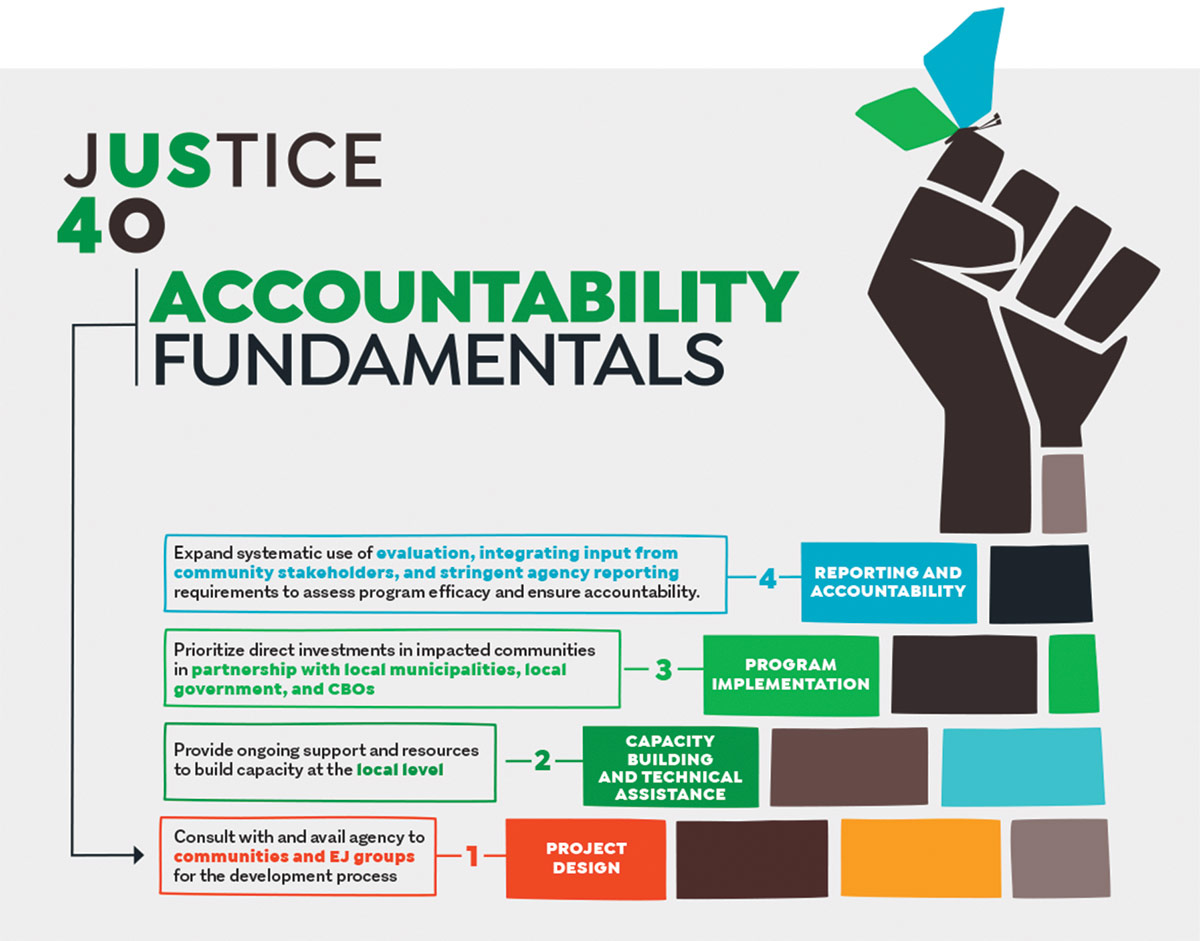 JUSTICE
40
ACCOUNTABILITY
FUNDAMENTALS
Expand systematic use of evaluation, integrating input from
community stakeholders, and stringent agency reporting
requirements to assess program efficacy and ensure accountability.
4
REPORTING AND
ACCOUNTABILITY
Prioritize direct investments in impacted communities
in partnership with local municipalities, local
government, and CBOs
3
PROGRAM
IMPLEMENTATION
Provide ongoing support and resources
to build capacity at the local level
2
CAPACITY
BUILDING
AND TECHNICAL
ASSISTANCE
Consult with and avail agency to
communities and EJ groups
for the development process
1
PROJECT
DESIGN